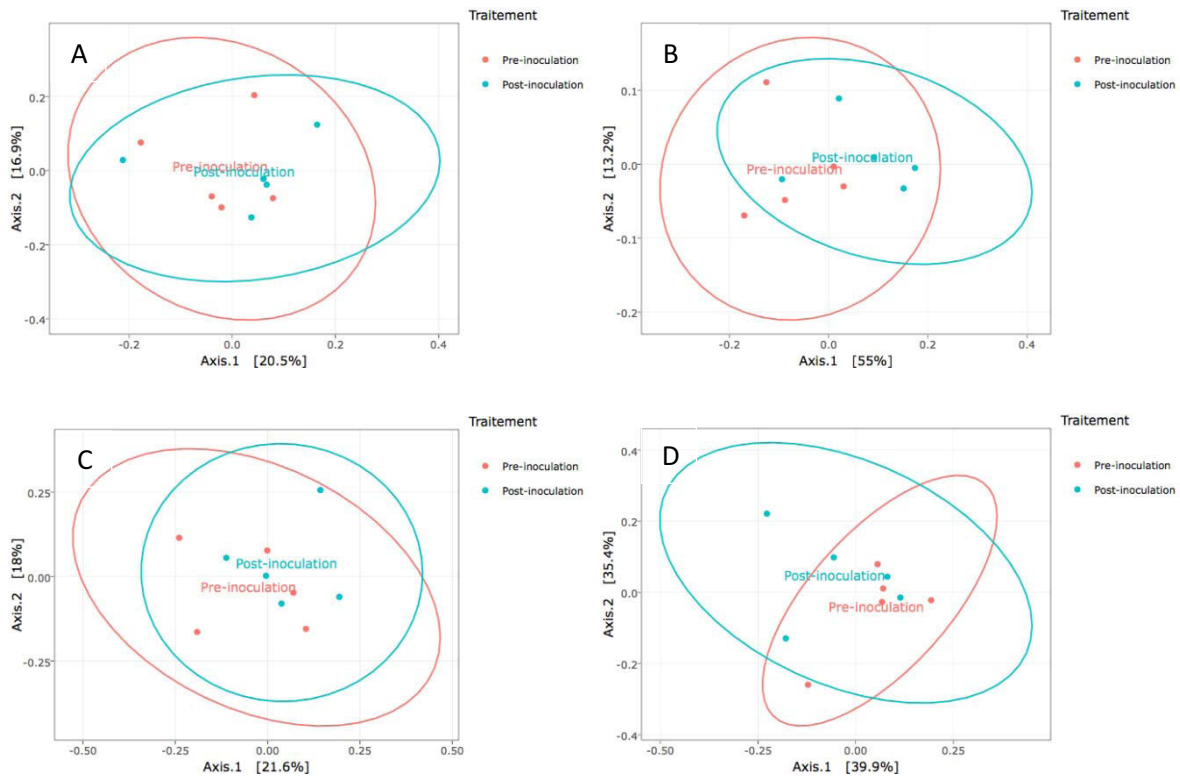 A
Traitement
Pre-inoculation
Post-inoculation
Axis.2 [16.9%]
0.2
0.0
-0.2
-0.4
Pre-inoculation
Post-inoculation
-0.2
0.0
0.2
0.4
Axis.1 [20.5%]
B
Traitement
Pre-inoculation
Post-inoculation
Axis.2 [13.2%]
0.1
0.0
-0.1
-0.2
Post-inoculation
Pre-inoculation
-0.2
0.0
0.2
0.4
Axis.1 [55%]
C
Traitement
Pre-inoculation
Post-inoculation
Axis.2 [18%]
0.25
0.00
-0.25
Post-inoculation
Pre-inoculation
-0.50
-0.25
0.00
0.25
0.50
Axis.1 [21.6%]
D
Traitement
Pre-inoculation
Post-inoculation
Axis.2 [35.4%]
0.4
0.2
0.0
-0.2
-0.4
Post-inoculation
Pre-inoculation
-0.50
-0.25
0.00
0.25
Axis.1 [39.9%]